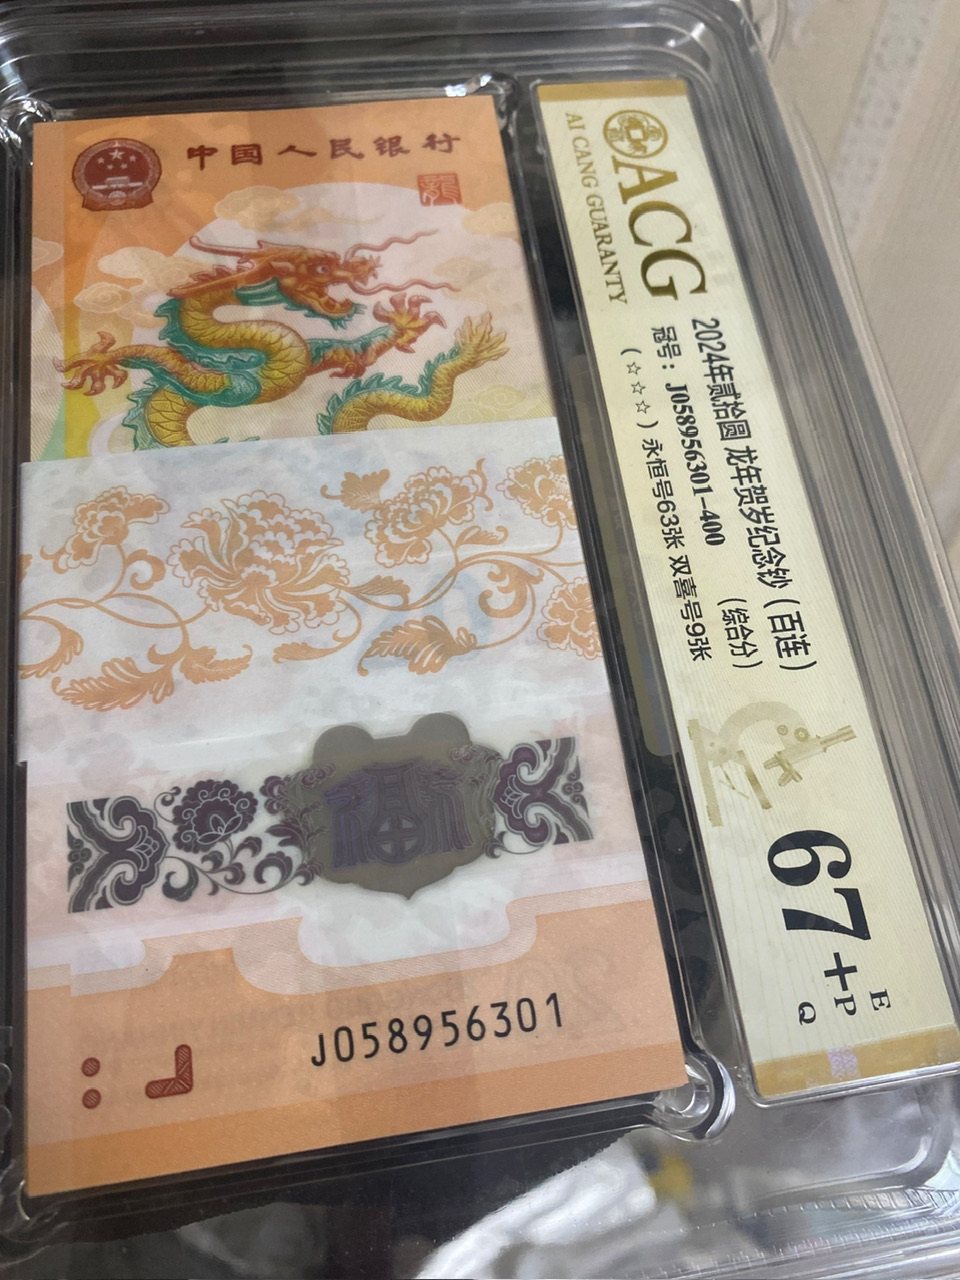 中国人民银行
龍
J058956301
ACG
AI CANG GUARANTY
2024年贰拾圆 龙年贺岁纪念钞（百连）
冠号：J058956301-400 （综合分）
（☆☆☆）永恒号63张 双喜号9张
67+
E
P
Q